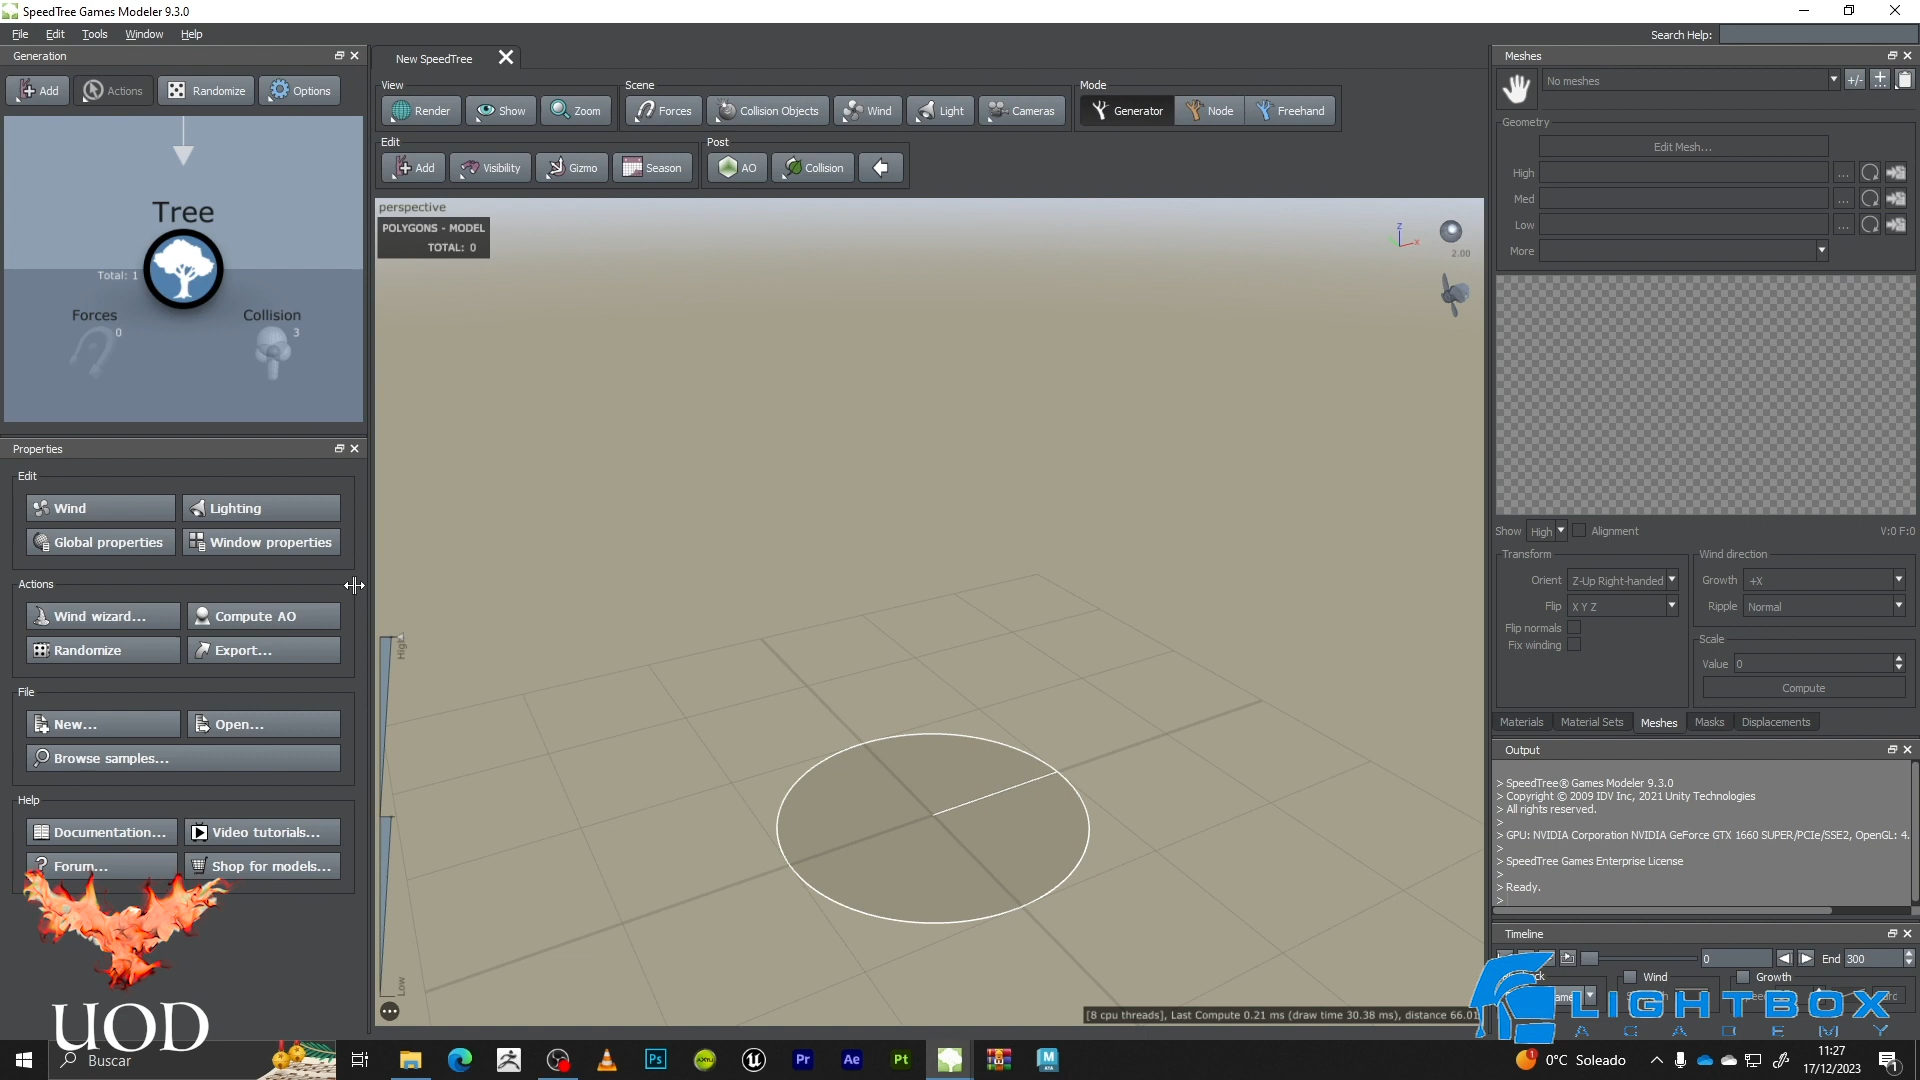 SpeedTree Games Modeler 9.3.0
File Edit Tools Window Help
Search Help:
Generation
Add Actions Randomize Options
Tree
Total: 1
Forces
0
Collision
3
Properties
Edit
Wind Lighting
Global properties Window properties
Actions
Wind wizard... Compute AO
Randomize Export...
File
New... Open...
Browse samples...
Help
Documentation... Video tutorials...
Forum... Shop for models...
UOD
New SpeedTree
View
Render Show Zoom
Scene
Forces Collision Objects Wind Light Cameras
Mode
Generator Node Freehand
Edit
Add Visibility Gizmo Season
Post
AO Collision
perspective
POLYGONS - MODEL
TOTAL: 0
z
x
2.00
High
Low
[8 cpu threads], Last Compute 0.21 ms (draw time 30.38 ms), distance 66.01
Meshes
No meshes
+/-
Geometry
Edit Mesh...
High ...
Med ...
Low ...
More
Show High Alignment V:0 F:0
Transform
Orient Z-Up Right-handed
Flip X Y Z
Flip normals
Fix winding
Wind direction
Growth +X
Ripple Normal
Scale
Value 0
Compute
Materials Material Sets Meshes Masks Displacements
Output
> SpeedTree® Games Modeler 9.3.0
> Copyright © 2009 IDV Inc, 2021 Unity Technologies
> All rights reserved.
>
> GPU: NVIDIA Corporation NVIDIA GeForce GTX 1660 SUPER/PCIe/SSE2, OpenGL: 4.
>
> SpeedTree Games Enterprise License
>
> Ready.
>
Timeline
0 End 300
Wind Growth
LIGHTBOX
ACADEMY
Buscar
Ps
Pr
Ae
Pt
M
1
0°C Soleado
11:27
17/12/2023
1